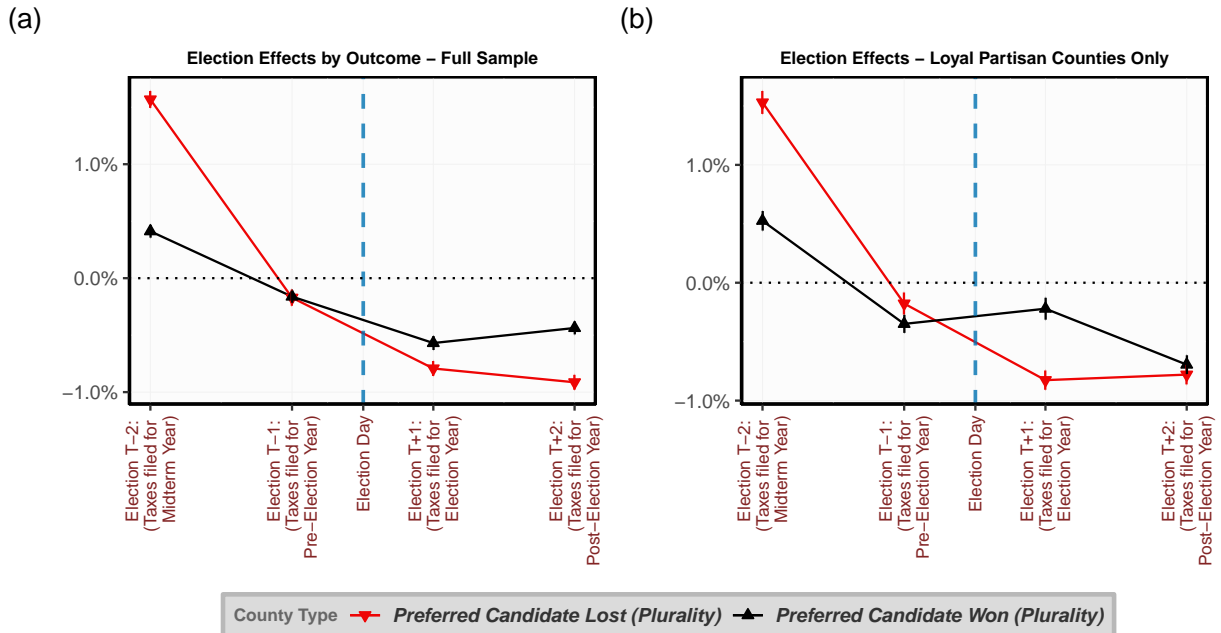 (a)
Election Effects by Outcome − Full Sample
1.0%
0.0%
−1.0%
Election T−2:
(Taxes filed for
Midterm Year)
Election T−1:
(Taxes filed for
Pre−Election Year)
Election Day
Election T+1:
(Taxes filed for
Election Year)
Election T+2:
(Taxes filed for
Post−Election Year)
(b)
Election Effects − Loyal Partisan Counties Only
1.0%
0.0%
−1.0%
Election T−2:
(Taxes filed for
Midterm Year)
Election T−1:
(Taxes filed for
Pre−Election Year)
Election Day
Election T+1:
(Taxes filed for
Election Year)
Election T+2:
(Taxes filed for
Post−Election Year)
County Type Preferred Candidate Lost (Plurality) Preferred Candidate Won (Plurality)